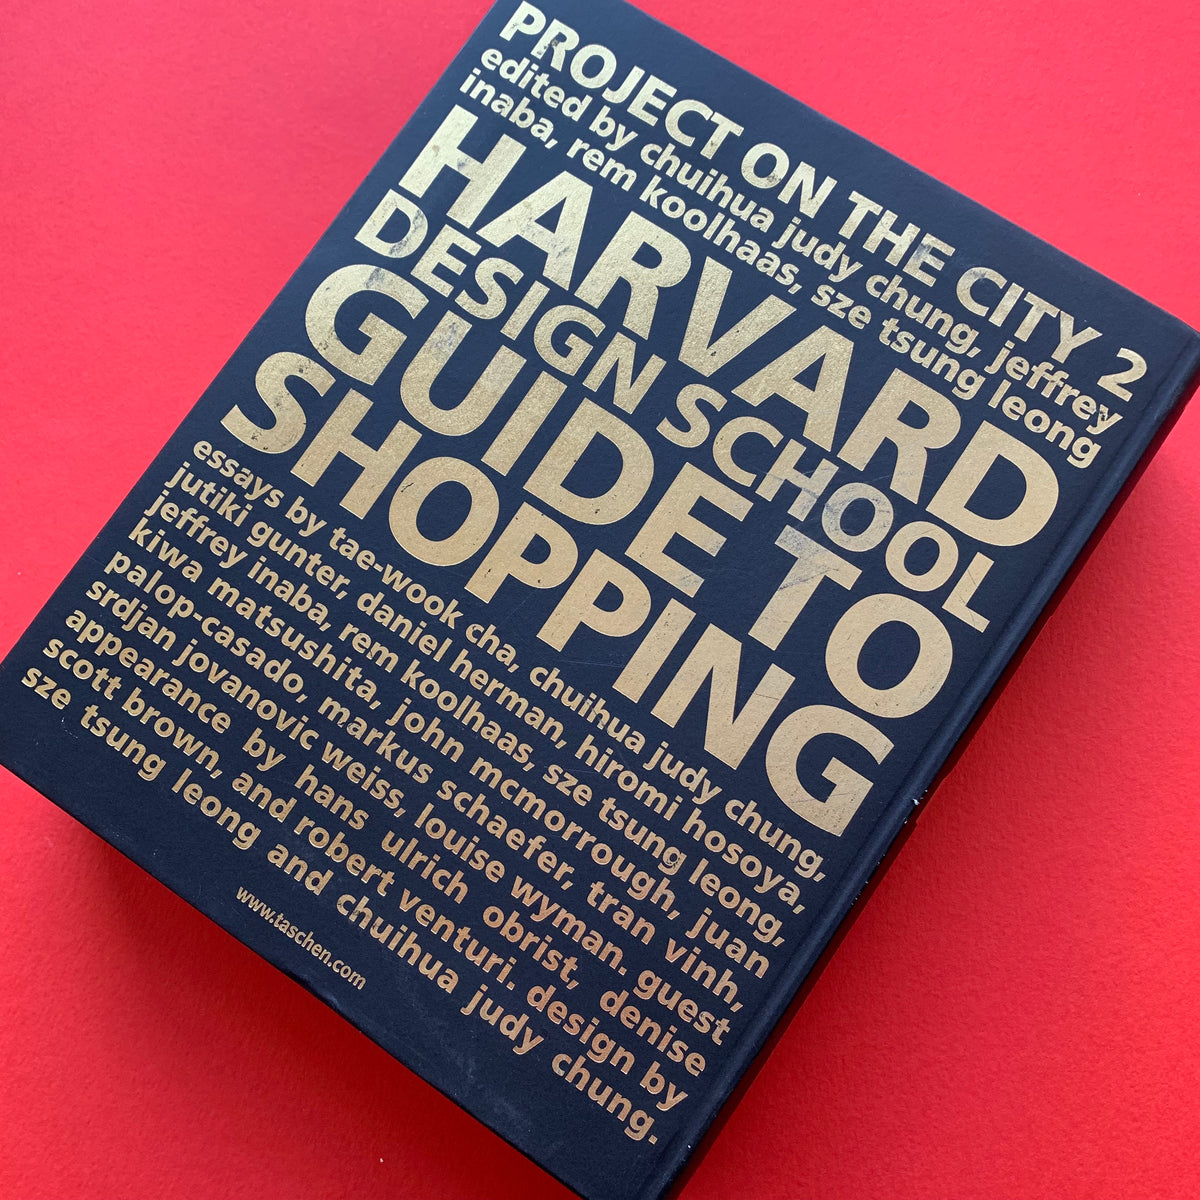 PROJECT ON THE CITY 2
edited by chuihua judy chung, jeffrey
inaba, rem koolhaas, sze tsung leong
HARVARD
DESIGN SCHOOL
GUIDE TO
SHOPPING
essays by tae-wook cha, chuihua judy chung,
jutiki gunter, daniel herman, hiromi hosoya,
jeffrey inaba, rem koolhaas, sze tsung leong,
kiwa matsushita, john mcmorrough, juan
palop-casado, markus schaefer, tran vinh,
srdjan jovanovic weiss, louise wyman. guest
appearance by hans ulrich obrist, denise
scott brown, and robert venturi. design by
sze tsung leong and chuihua judy chung.
www.taschen.com